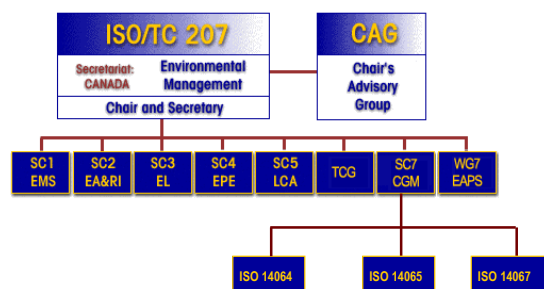 ISO/TC 207
CAG
Secretariat:
CANADA
Environmental
Management
Chair's
Advisory
Group
Chair and Secretary
SC1
EMS
SC2
EA&RI
SC3
EL
SC4
EPE
SC5
LCA
TCG
SC7
CGM
WG7
EAPS
ISO 14064
ISO 14065
ISO 14067